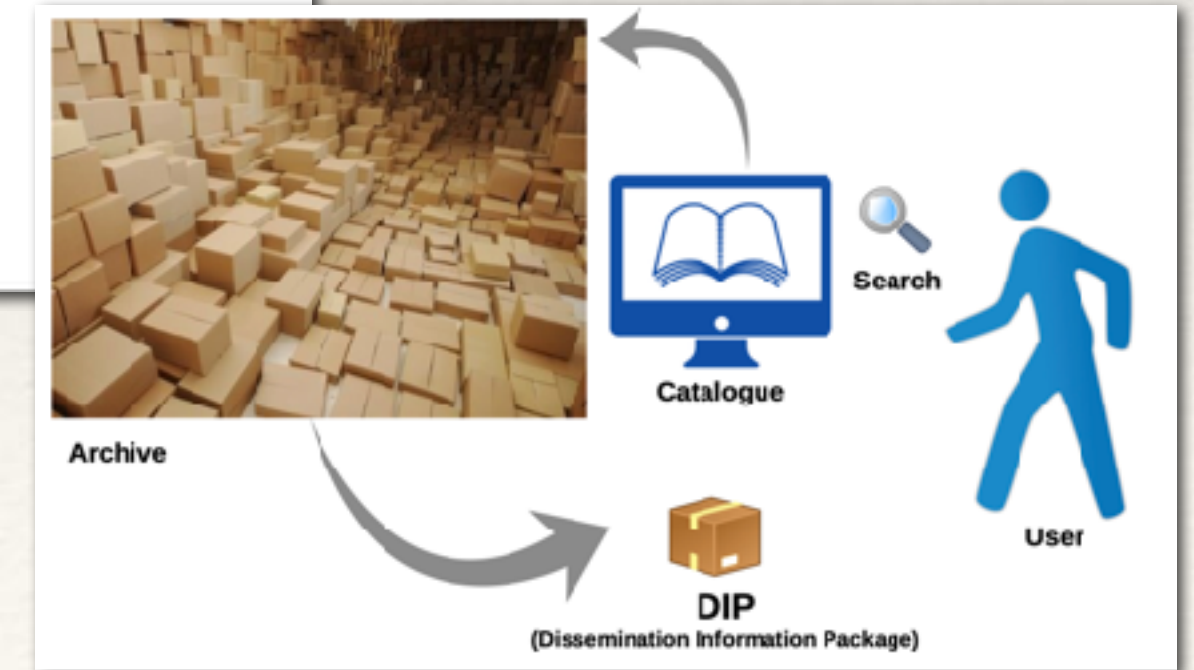 Search
Catalogue
Archive
User
DIP
(Dissemination Information Package)